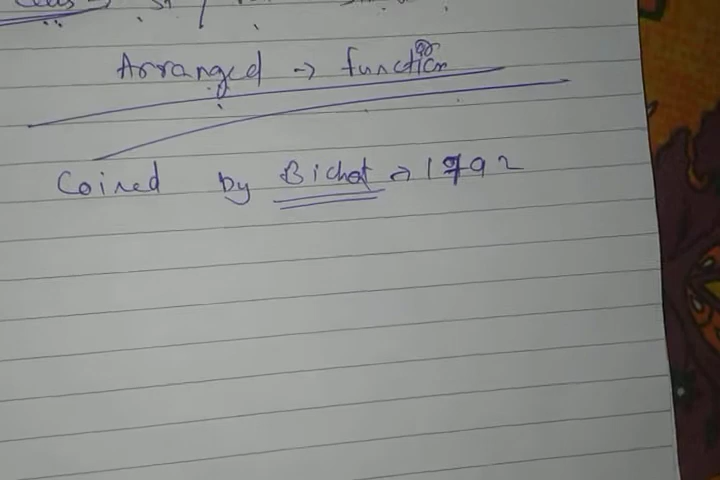 Arranged → function
Coined by Bichat → 1792